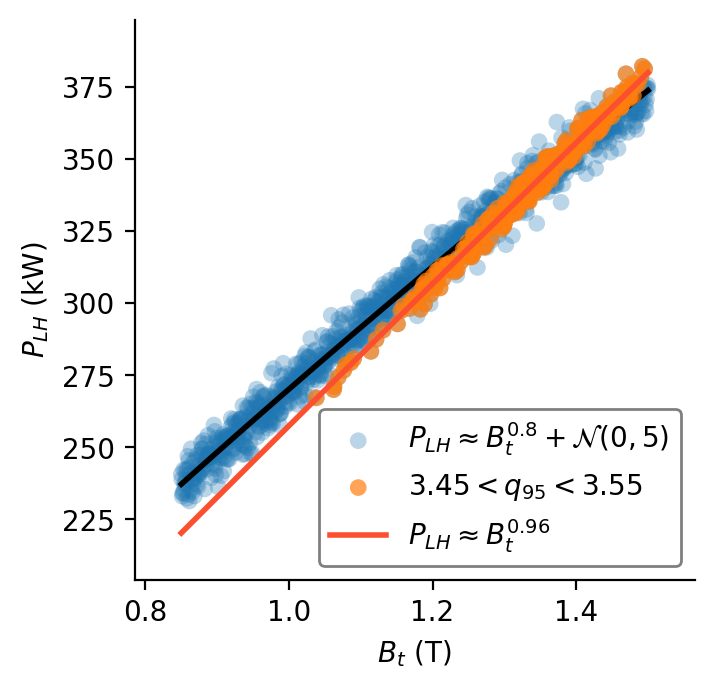 375
350
325
300
275
250
225
P_{LH} (kW)
P_{LH} ≈ B_t^{0.8} + 𝒩(0, 5)
3.45 < q_{95} < 3.55
P_{LH} ≈ B_t^{0.96}
0.8 1.0 1.2 1.4
B_t (T)